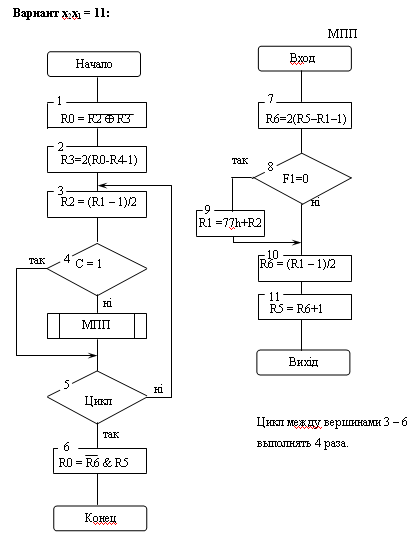 Вариант x₂x₁ = 11:
МПП
Начало
1
R0 = R2 ⊕ R3
2
R3=2(R0-R4-1)
3
R2 = (R1 – 1)/2
так
4
C = 1
ні
МПП
5
Цикл
ні
так
6
R0 = R6 & R5
Конец
Вход
7
R6=2(R5–R1–1)
так
8
F1=0
ні
9
R1 =77h+R2
10
R6 = (R1 – 1)/2
11
R5 = R6+1
Вихід
Цикл между вершинами 3 – 6
выполнять 4 раза.